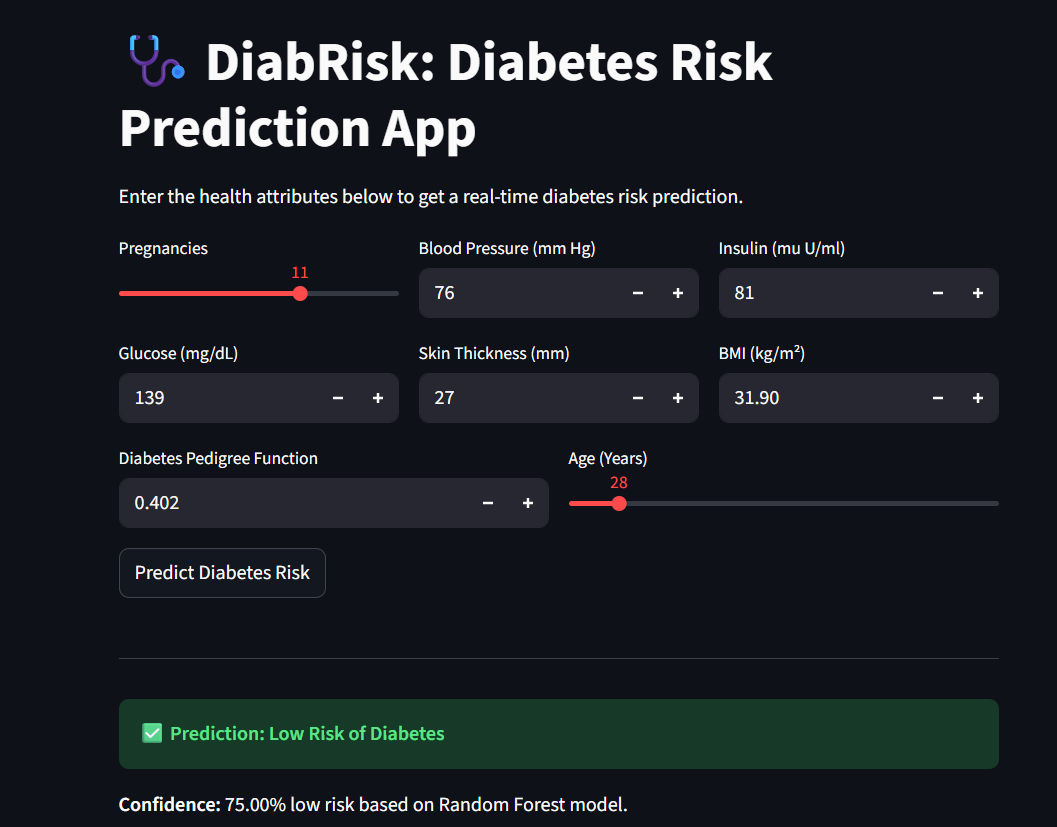 DiabRisk: Diabetes Risk
Prediction App
Enter the health attributes below to get a real-time diabetes risk prediction.
Pregnancies
11
Blood Pressure (mm Hg)
76
Insulin (mu U/ml)
81
Glucose (mg/dL)
139
Skin Thickness (mm)
27
BMI (kg/m²)
31.90
Diabetes Pedigree Function
0.402
Age (Years)
28
Predict Diabetes Risk
Prediction: Low Risk of Diabetes
Confidence: 75.00% low risk based on Random Forest model.